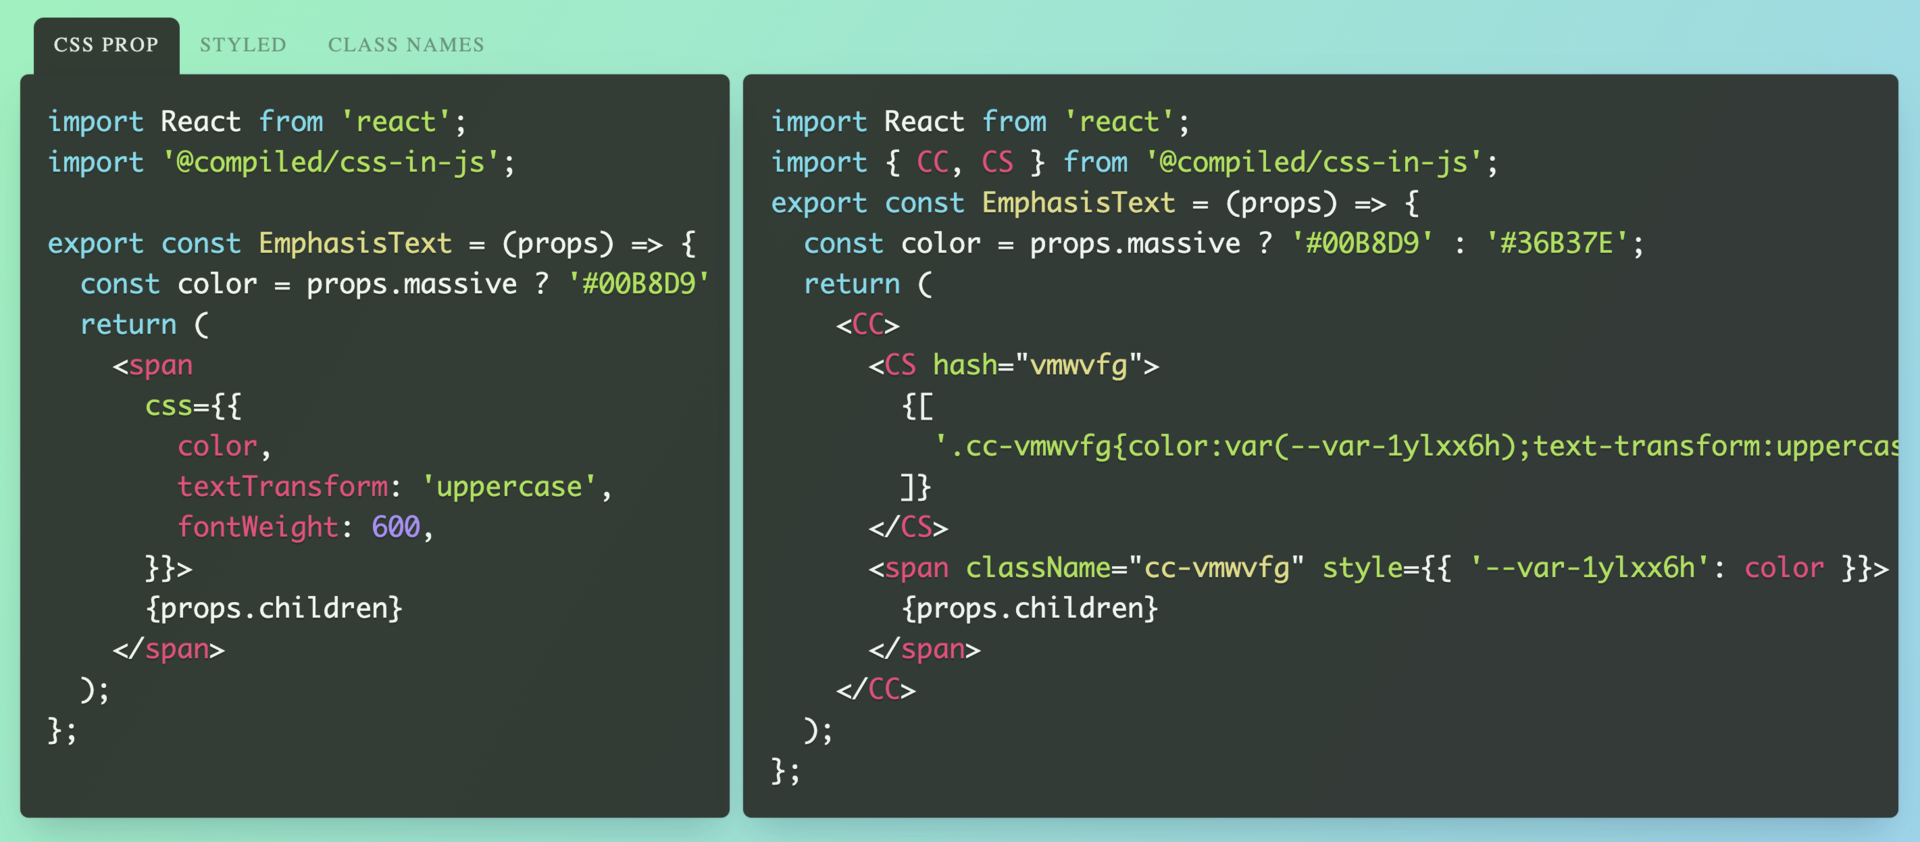 CSS PROP STYLED CLASS NAMES
import React from 'react';
import '@compiled/css-in-js';

export const EmphasisText = (props) => {
  const color = props.massive ? '#00B8D9'
  return (
    <span
      css={{
        color,
        textTransform: 'uppercase',
        fontWeight: 600,
      }}>
      {props.children}
    </span>
  );
};
import React from 'react';
import { CC, CS } from '@compiled/css-in-js';
export const EmphasisText = (props) => {
  const color = props.massive ? '#00B8D9' : '#36B37E';
  return (
    <CC>
      <CS hash="vmwvfg">
        {[
          '.cc-vmwvfg{color:var(--var-1ylxx6h);text-transform:uppercas
        ]}
      </CS>
      <span className="cc-vmwvfg" style={{ '--var-1ylxx6h': color }}>
        {props.children}
      </span>
    </CC>
  );
};